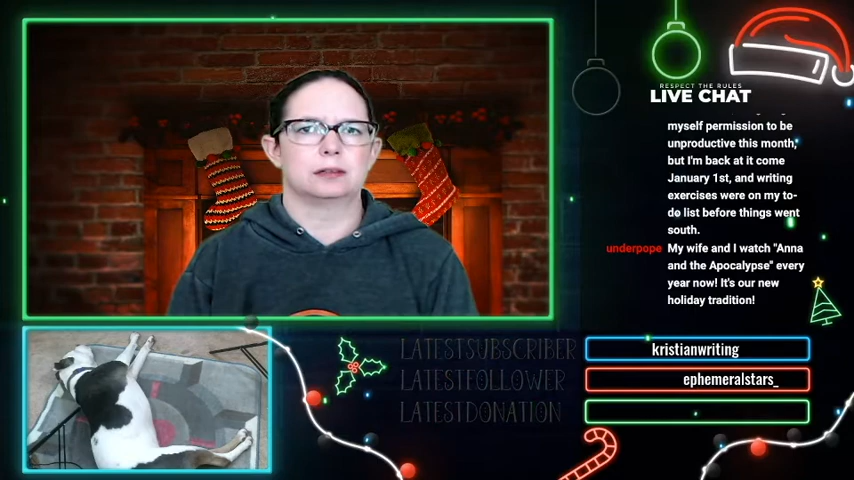 RESPECT THE RULES
LIVE CHAT
myself permission to be
unproductive this month,
but I'm back at it come
January 1st, and writing
exercises were on my to-
do list before things went
south.
underpope My wife and I watch "Anna
and the Apocalypse" every
year now! It's our new
holiday tradition!
LATESTSUBSCRIBER kristianwriting
LATESTFOLLOWER ephemeralstars_
LATESTDONATION